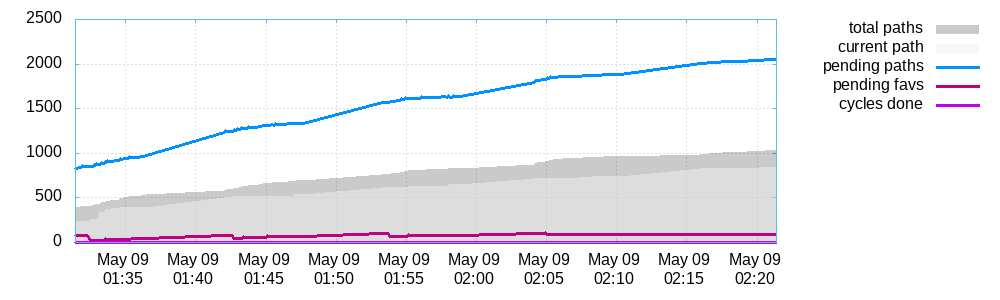 2500
2000
1500
1000
500
0
May 09 May 09 May 09 May 09 May 09 May 09 May 09 May 09 May 09 May 09
01:35 01:40 01:45 01:50 01:55 02:00 02:05 02:10 02:15 02:20
total paths
current path
pending paths
pending favs
cycles done